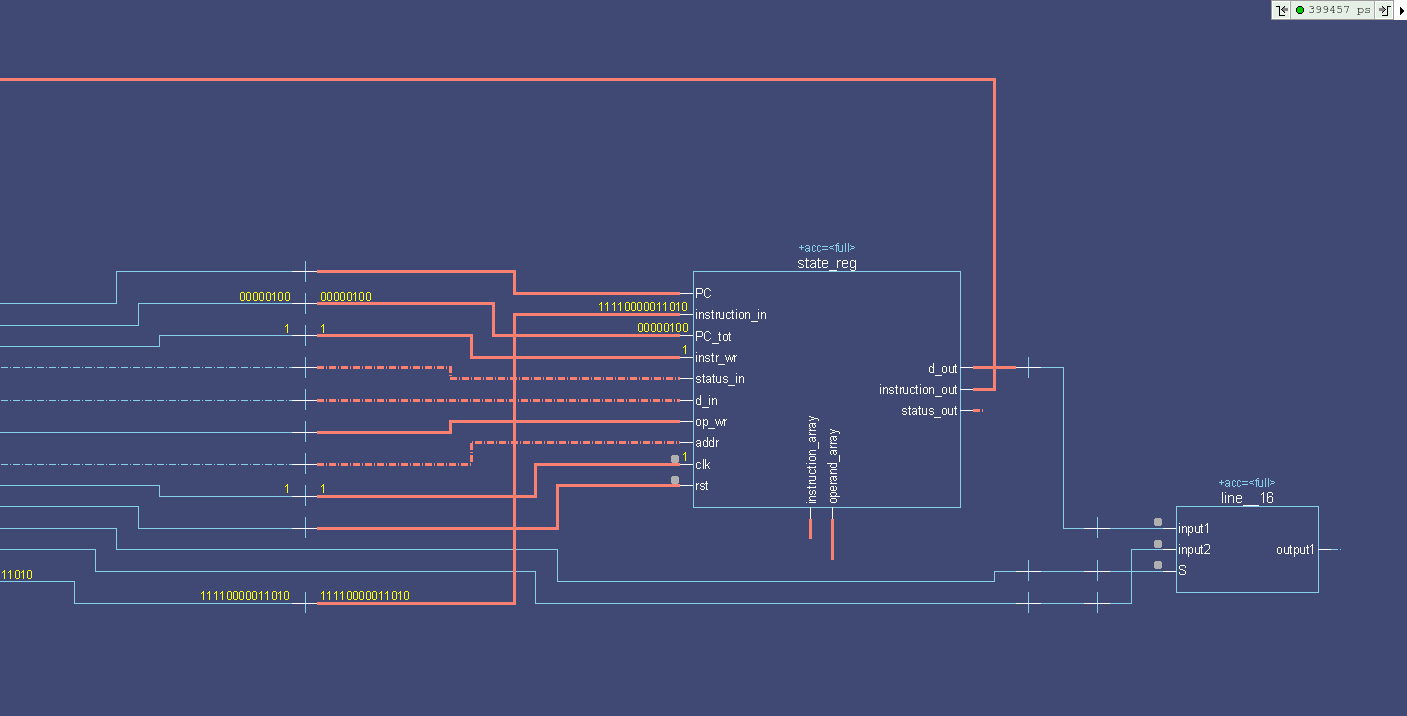 399457 ps
+acc=<full>
state_reg
00000100 00000100
1 1
1 1
11010
11110000011010 11110000011010
PC
11110000011010
instruction_in
00000100
PC_tot
1
instr_wr
status_in
d_in
op_wr
addr
1
clk
rst
instruction_array
operand_array
d_out
instruction_out
status_out
+acc=<full>
line__16
input1
input2
S
output1